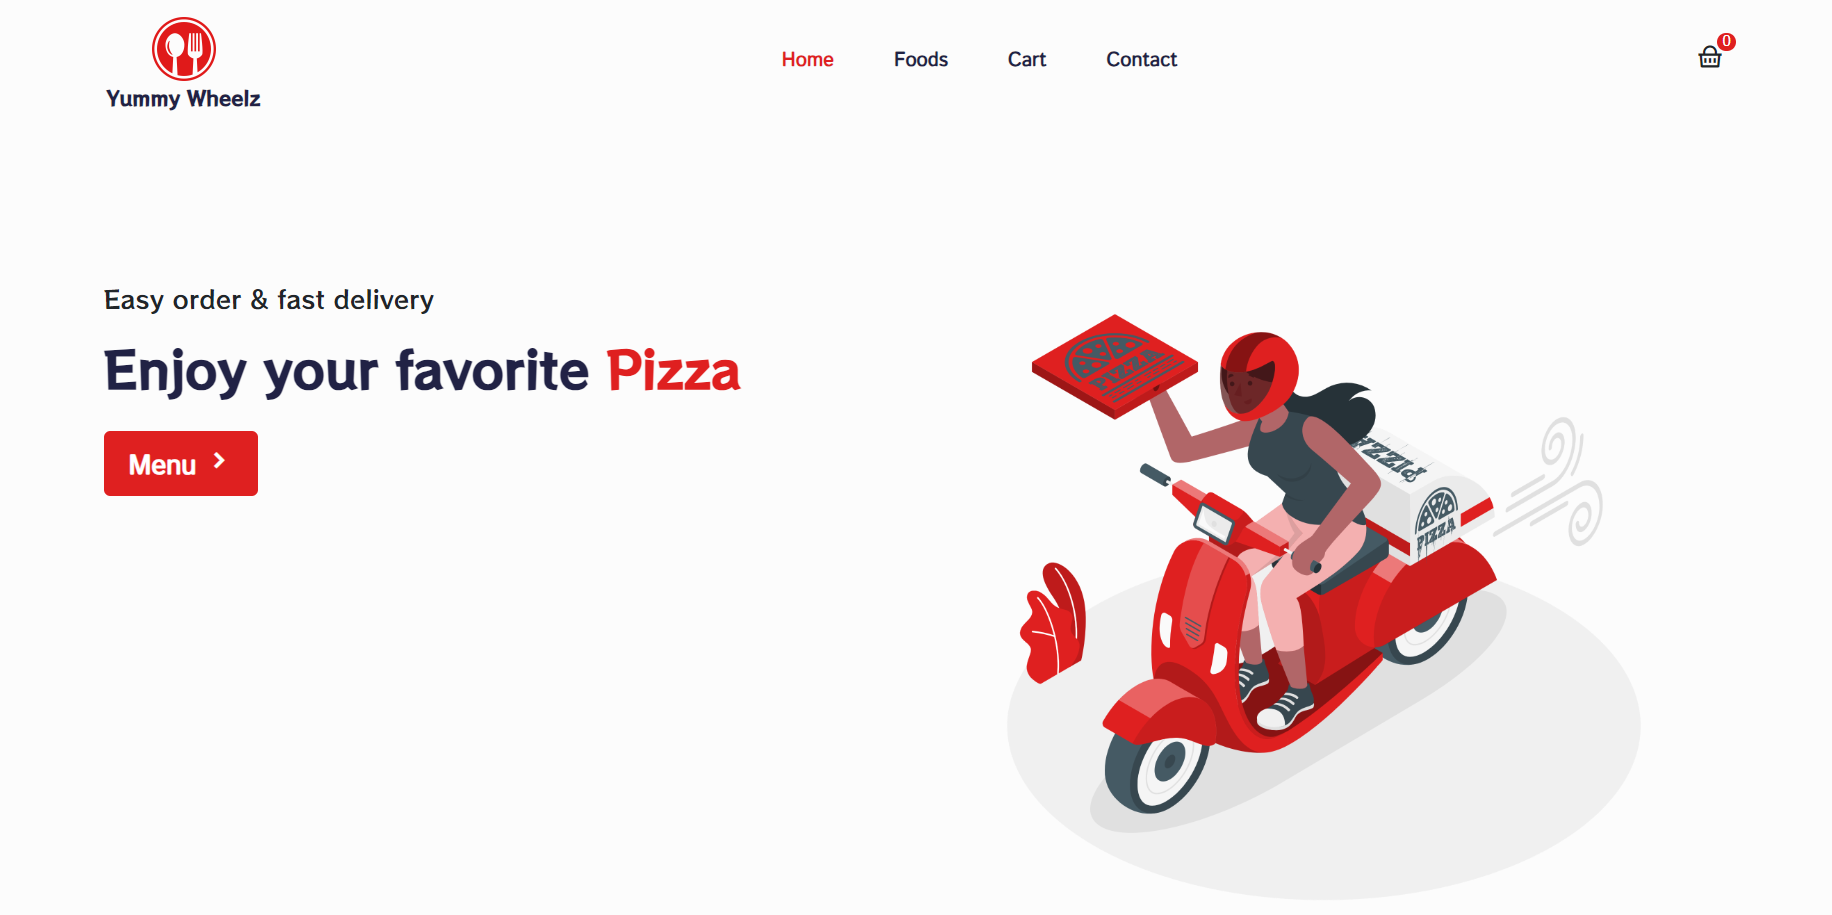 Yummy Wheelz
Home Foods Cart Contact
0
Easy order & fast delivery
Enjoy your favorite Pizza
Menu
PIZZA
PIZZA
PIZZA